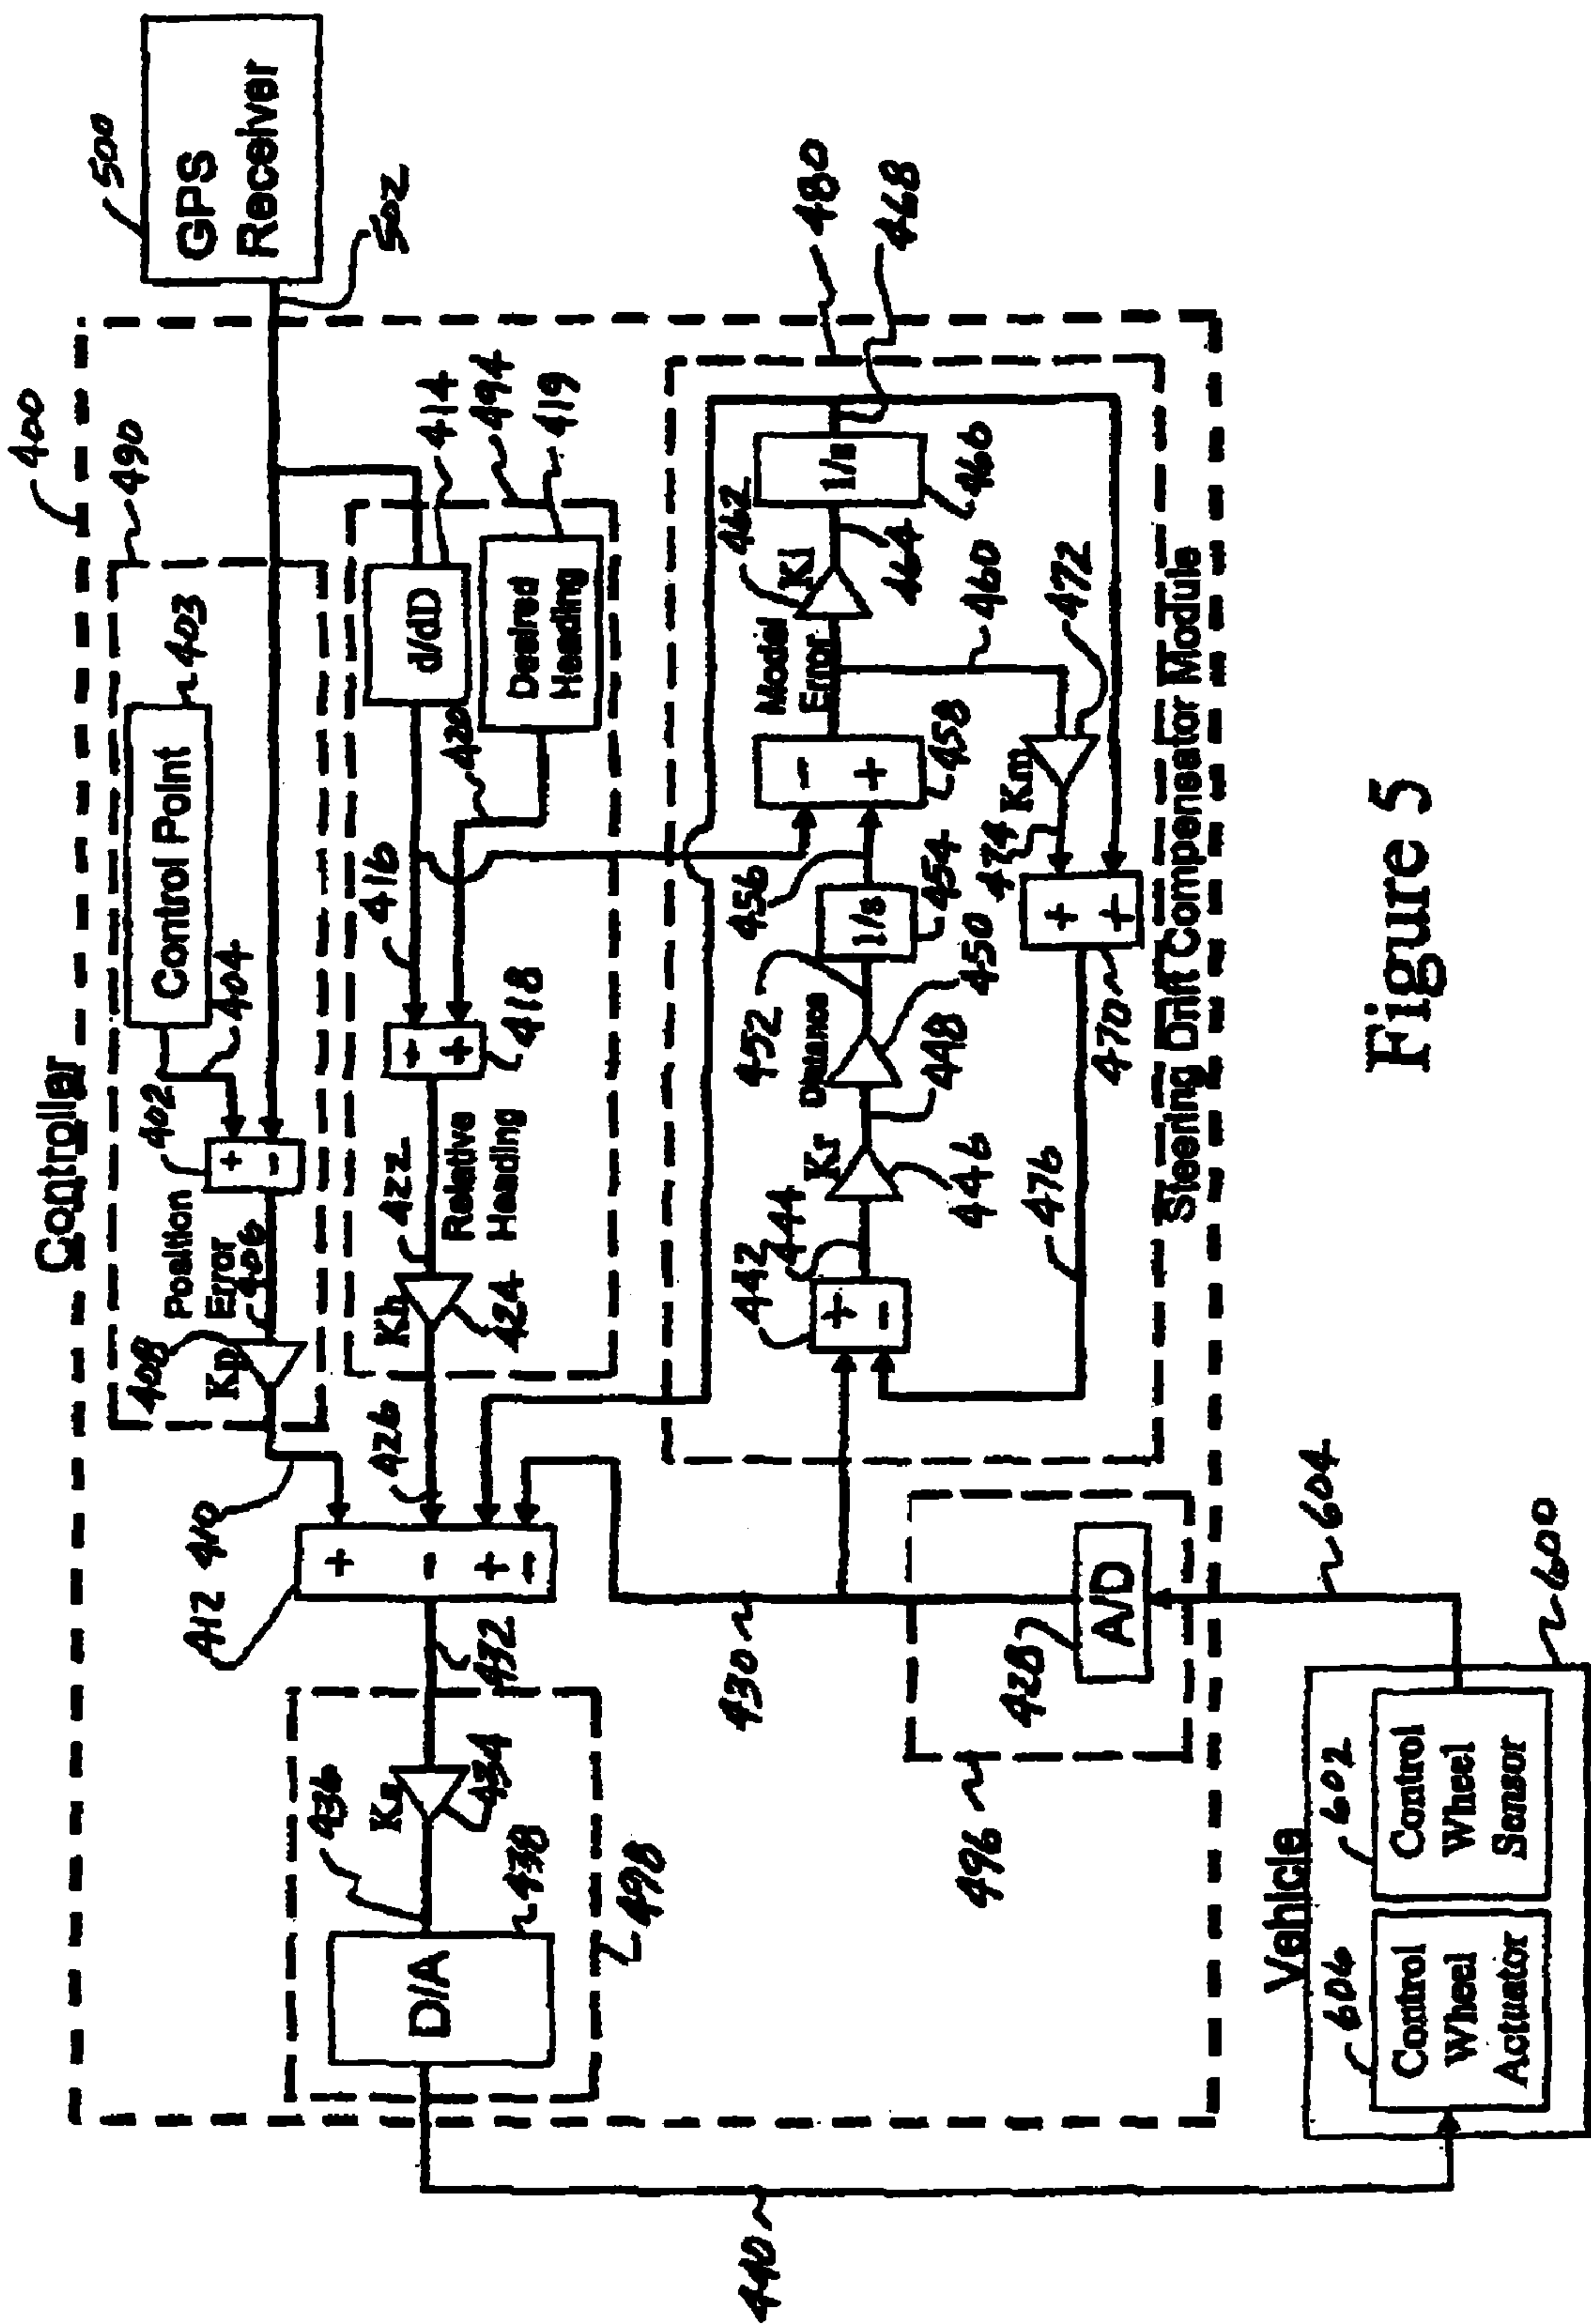 Controller
400
490
500
GPS
Receiver
502
Control Point
403
404
402
+
-
Position
Error
406
408
Kp
410
412
+
-
+
-
d/dD
414
494
419
Desired
Heading
420
416
-
+
418
Relative
Heading
422
Kh
424
426
432
Ks
434
436
D/A
438
498
440
430
A/D
428
496
442
+
-
444
Kr
446
448
Distance
450
452
1/s
454
456
-
+
458
Model
Error
460
462
Ki
464
1/s
466
468
480
Km
472
474
+
+
470
476
Steering Drift Compensator Module
Vehicle
600
602
Control
Wheel
Sensor
604
606
Control
Wheel
Actuator
Figure 5